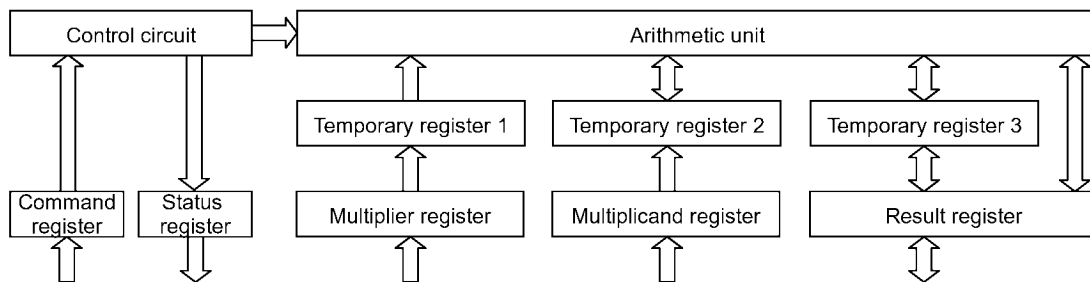 Control circuit
Arithmetic unit
Temporary register 1
Temporary register 2
Temporary register 3
Command
register
Status
register
Multiplier register
Multiplicand register
Result register